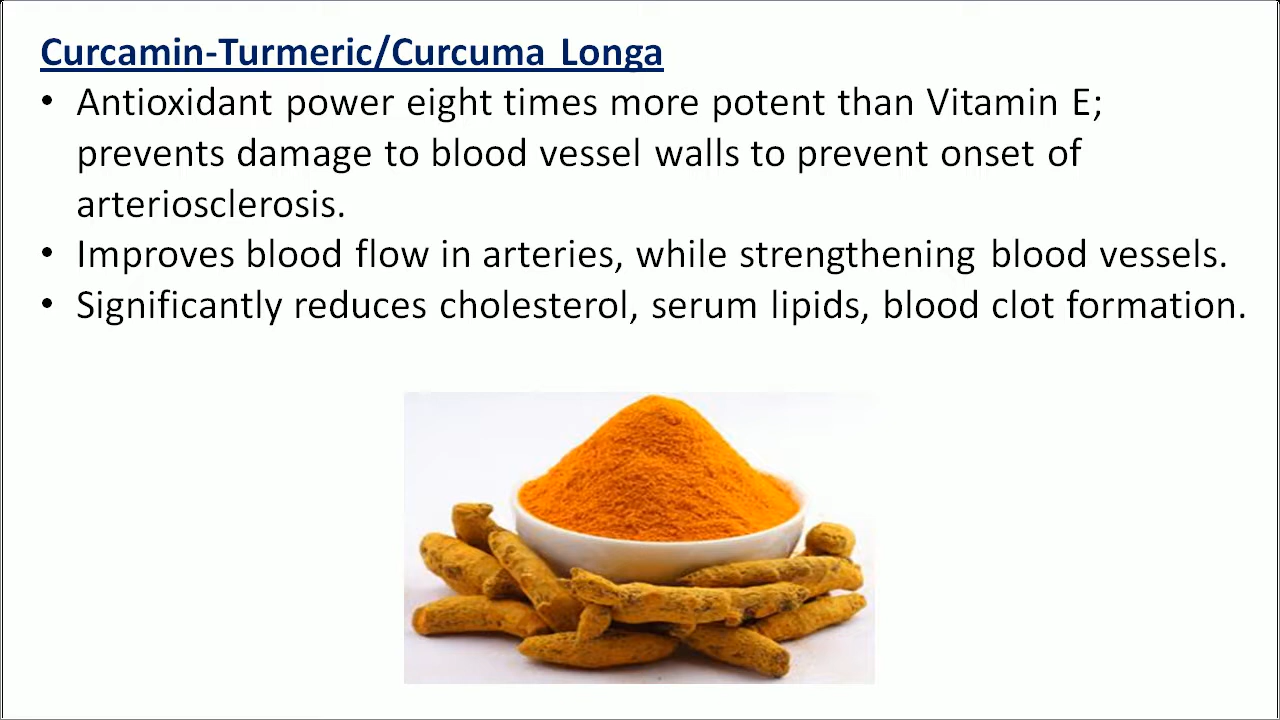 Curcamin-Turmeric/Curcuma Longa
• Antioxidant power eight times more potent than Vitamin E;
prevents damage to blood vessel walls to prevent onset of
arteriosclerosis.
• Improves blood flow in arteries, while strengthening blood vessels.
• Significantly reduces cholesterol, serum lipids, blood clot formation.